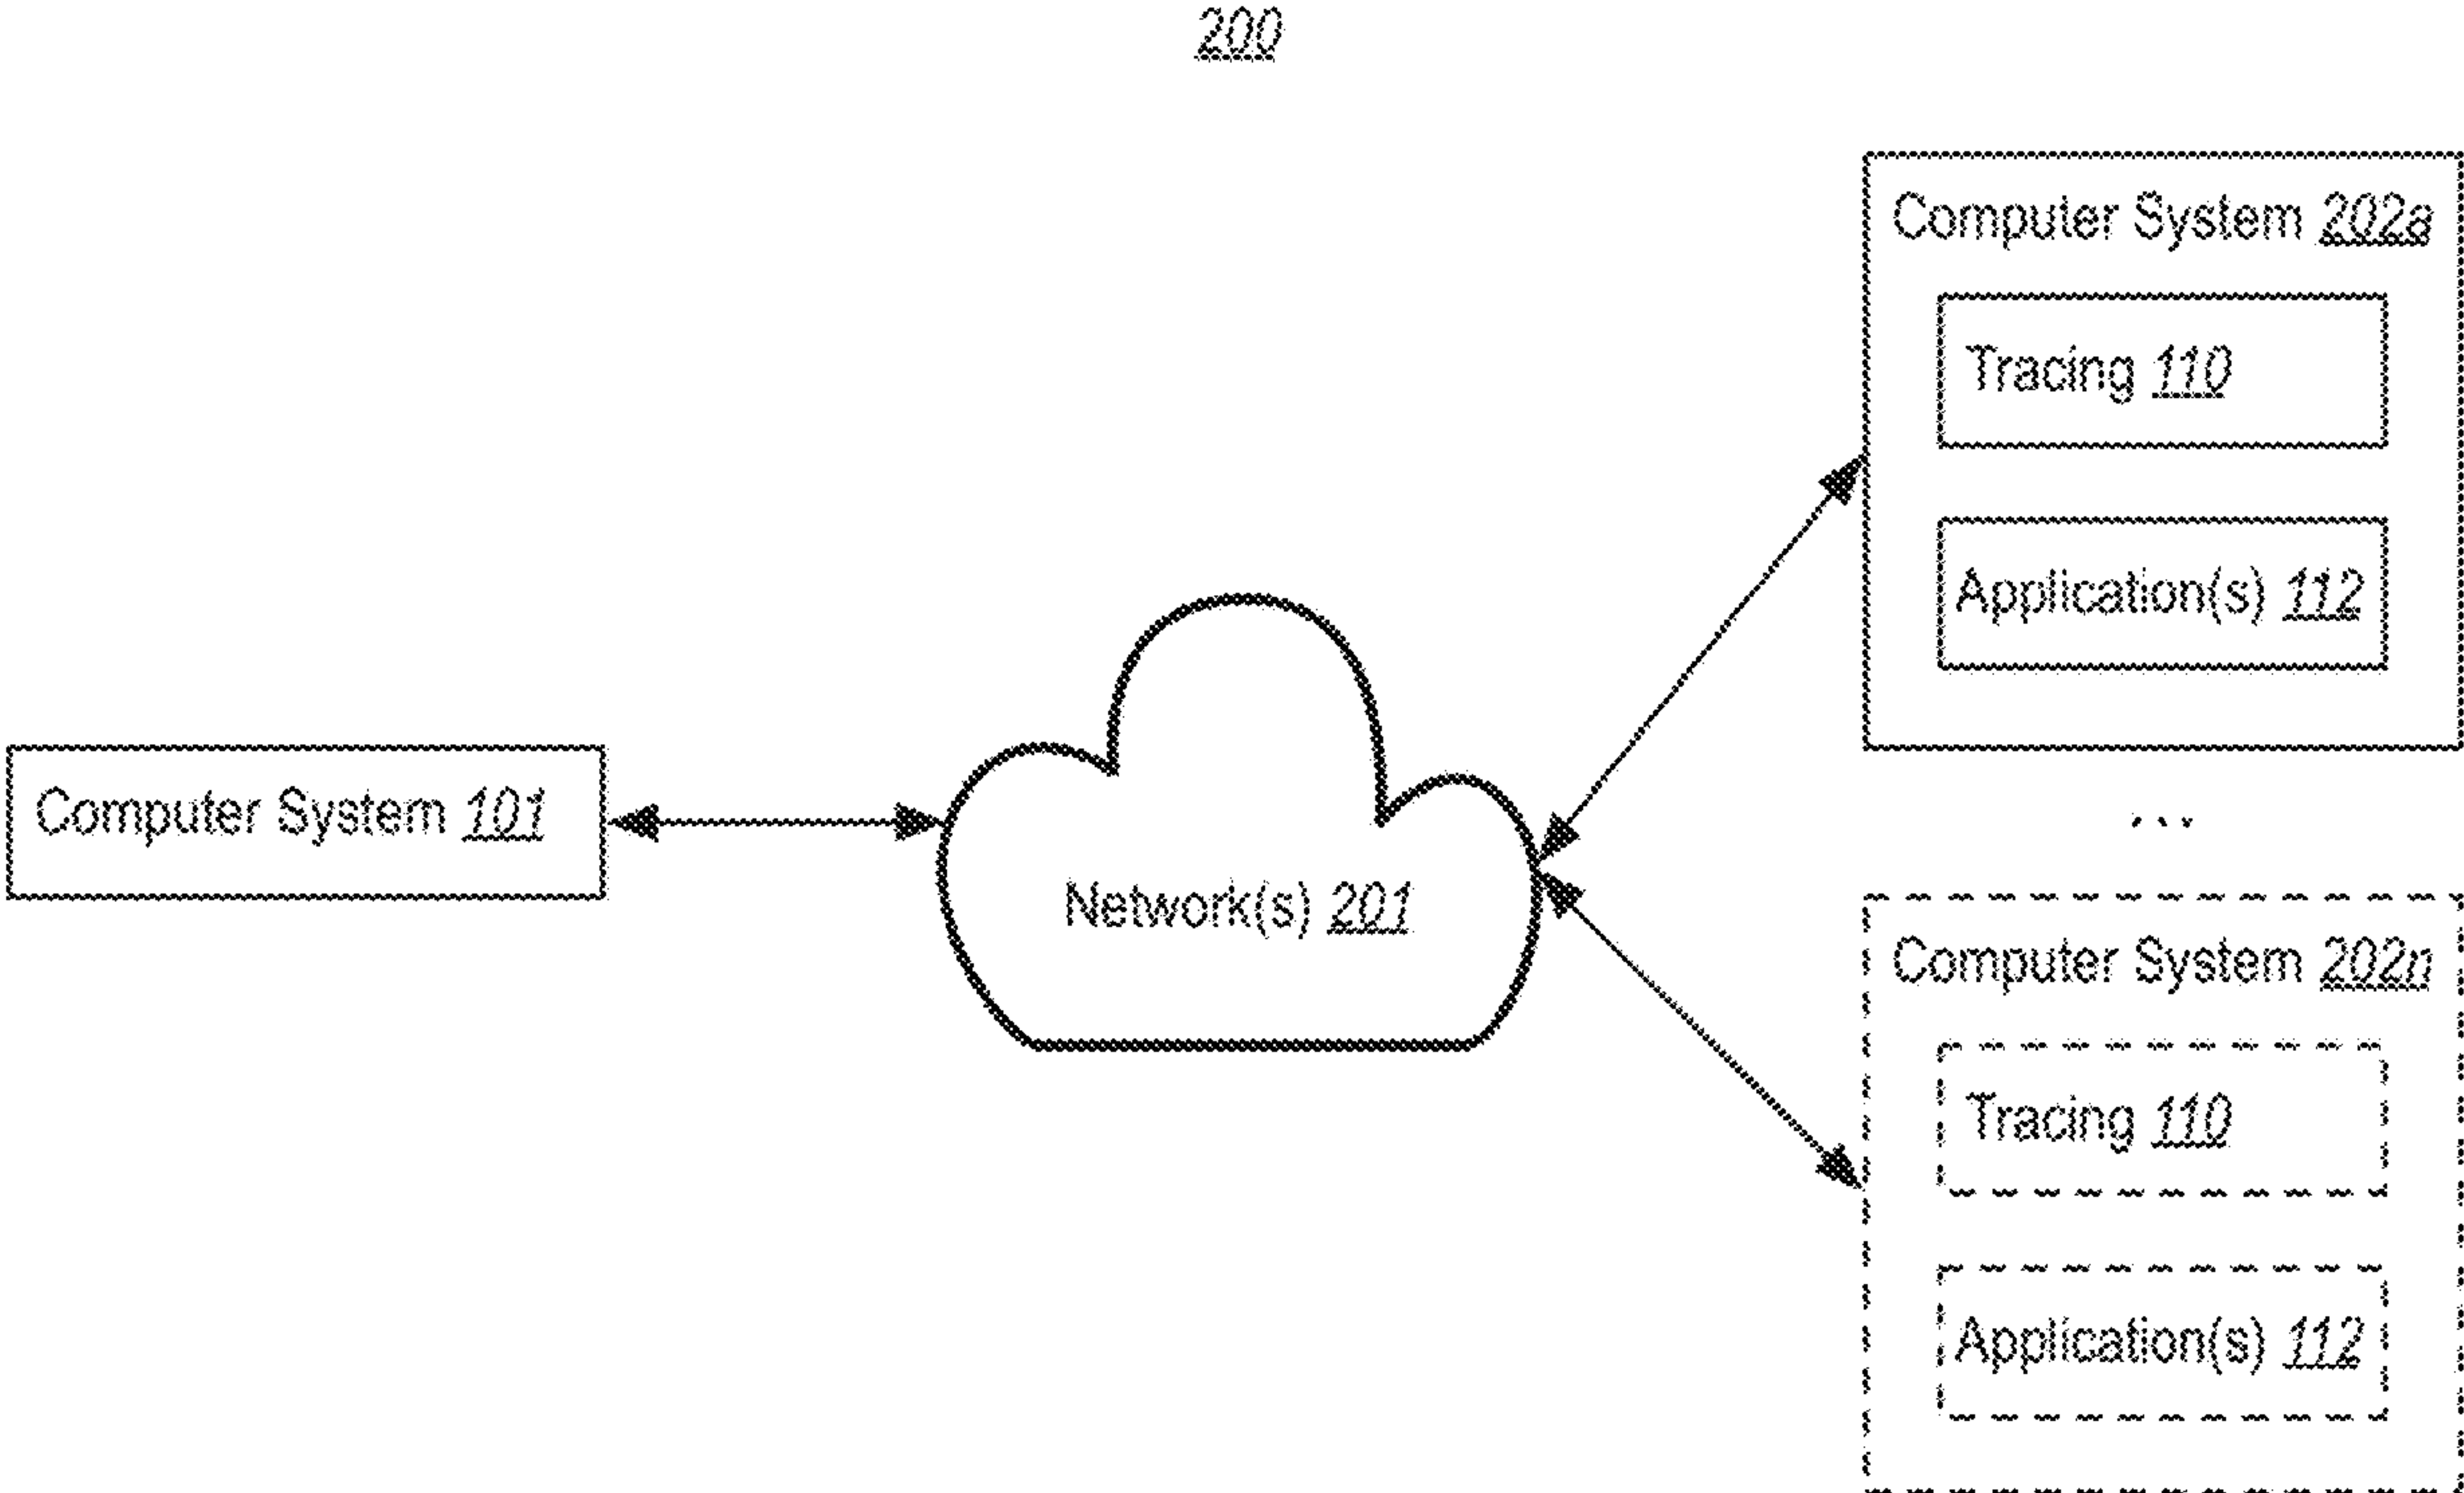 200
Computer System 202a
Tracing 110
Application(s) 112
Computer System 101
...
Network(s) 201
Computer System 202n
Tracing 110
Application(s) 112